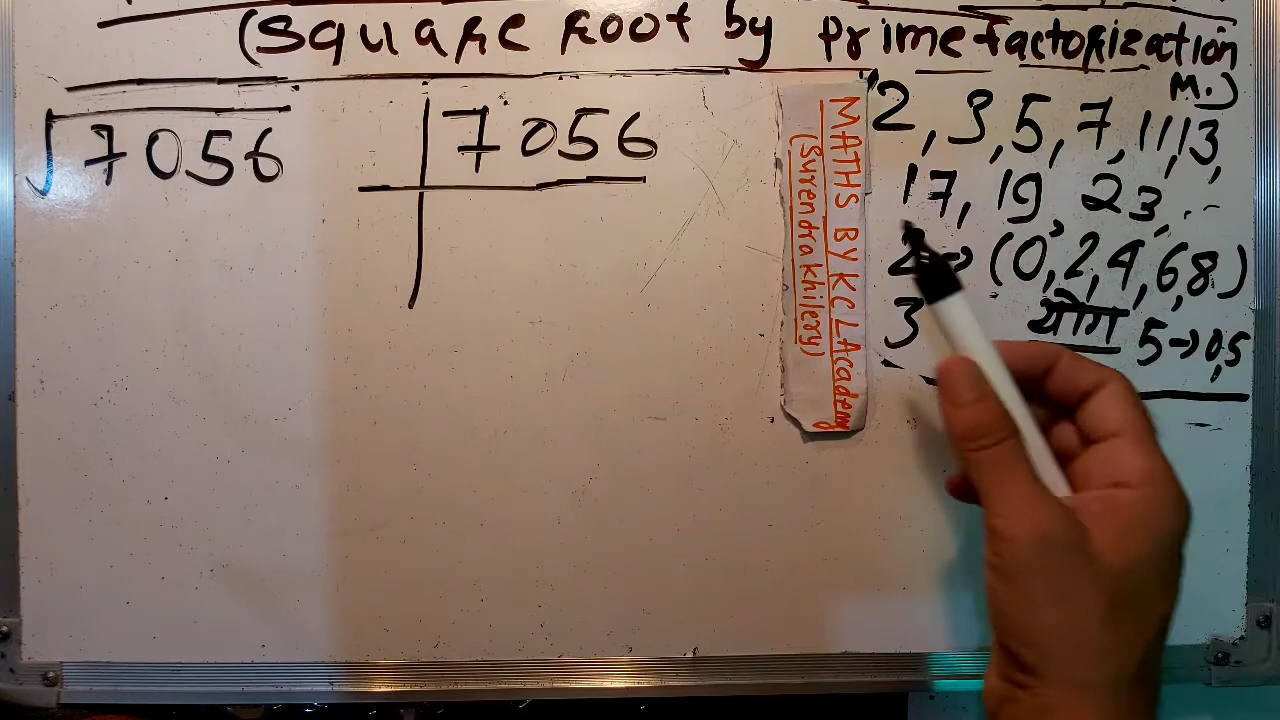 (Square Root by Prime factorization
M.)
√7056
7056
MATHS BY KCL Academy
(Surendra khilery)
2, 3, 5, 7, 11, 13,
17, 19, 23, ..
2→ (0, 2, 4, 6, 8)
3 योग 5→0,5